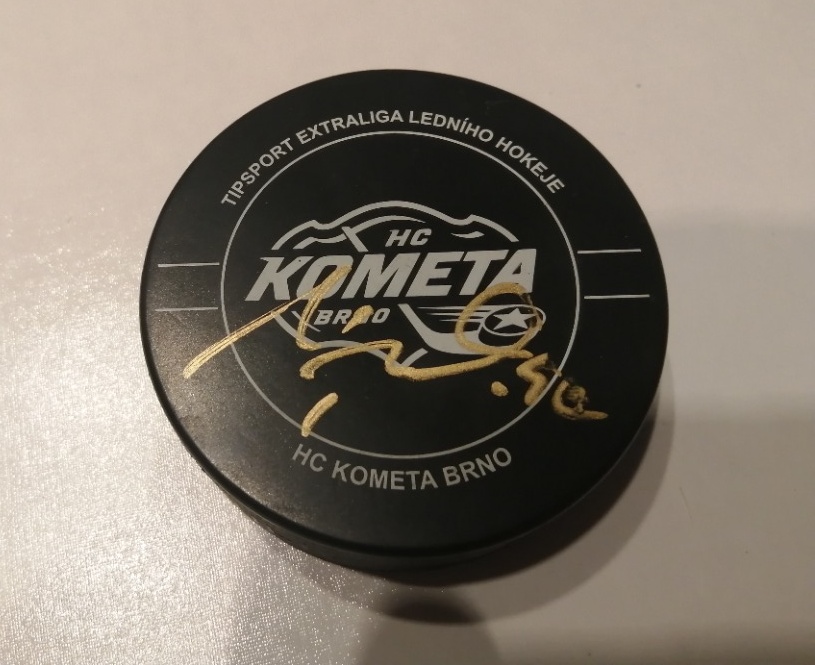 TIPSPORT EXTRALIGA LEDNÍHO HOKEJE
HC
KOMETA
BRNO
HC KOMETA BRNO